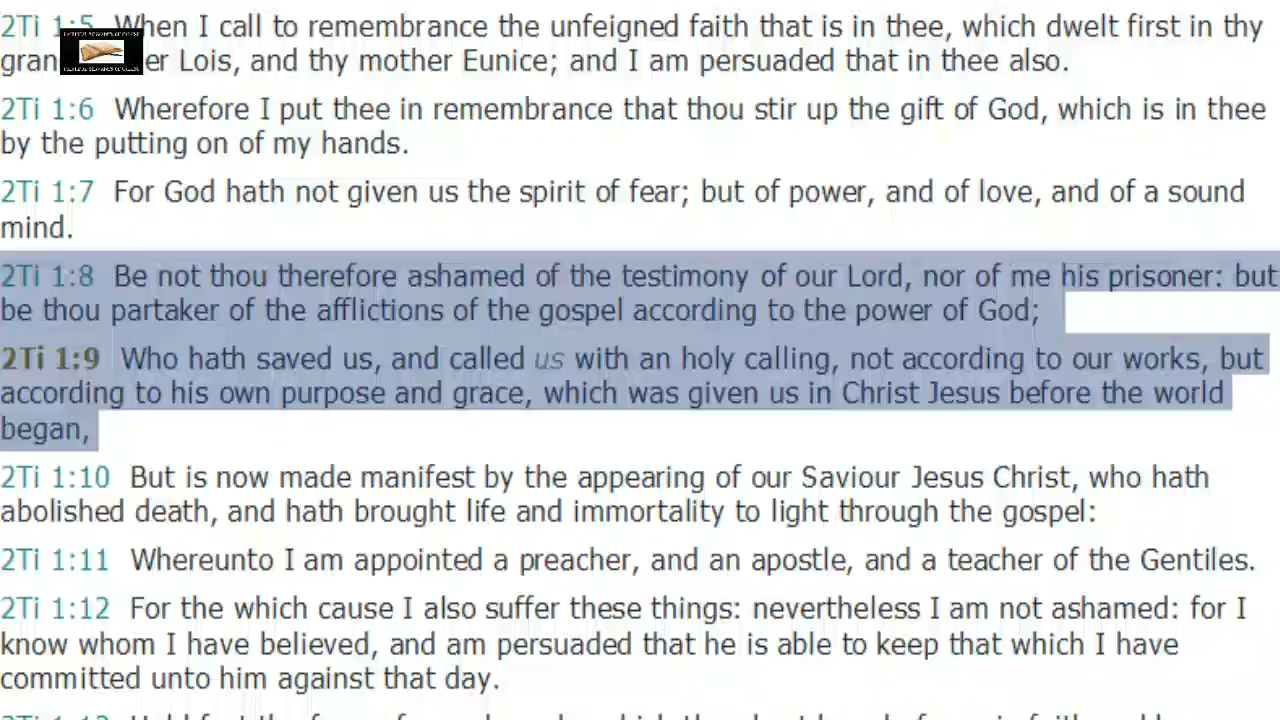 2Ti 1:5 When I call to remembrance the unfeigned faith that is in thee, which dwelt first in thy
gran er Lois, and thy mother Eunice; and I am persuaded that in thee also.
2Ti 1:6 Wherefore I put thee in remembrance that thou stir up the gift of God, which is in thee
by the putting on of my hands.
2Ti 1:7 For God hath not given us the spirit of fear; but of power, and of love, and of a sound
mind.
2Ti 1:8 Be not thou therefore ashamed of the testimony of our Lord, nor of me his prisoner: but
be thou partaker of the afflictions of the gospel according to the power of God;
2Ti 1:9 Who hath saved us, and called us with an holy calling, not according to our works, but
according to his own purpose and grace, which was given us in Christ Jesus before the world
began,
2Ti 1:10 But is now made manifest by the appearing of our Saviour Jesus Christ, who hath
abolished death, and hath brought life and immortality to light through the gospel:
2Ti 1:11 Whereunto I am appointed a preacher, and an apostle, and a teacher of the Gentiles.
2Ti 1:12 For the which cause I also suffer these things: nevertheless I am not ashamed: for I
know whom I have believed, and am persuaded that he is able to keep that which I have
committed unto him against that day.